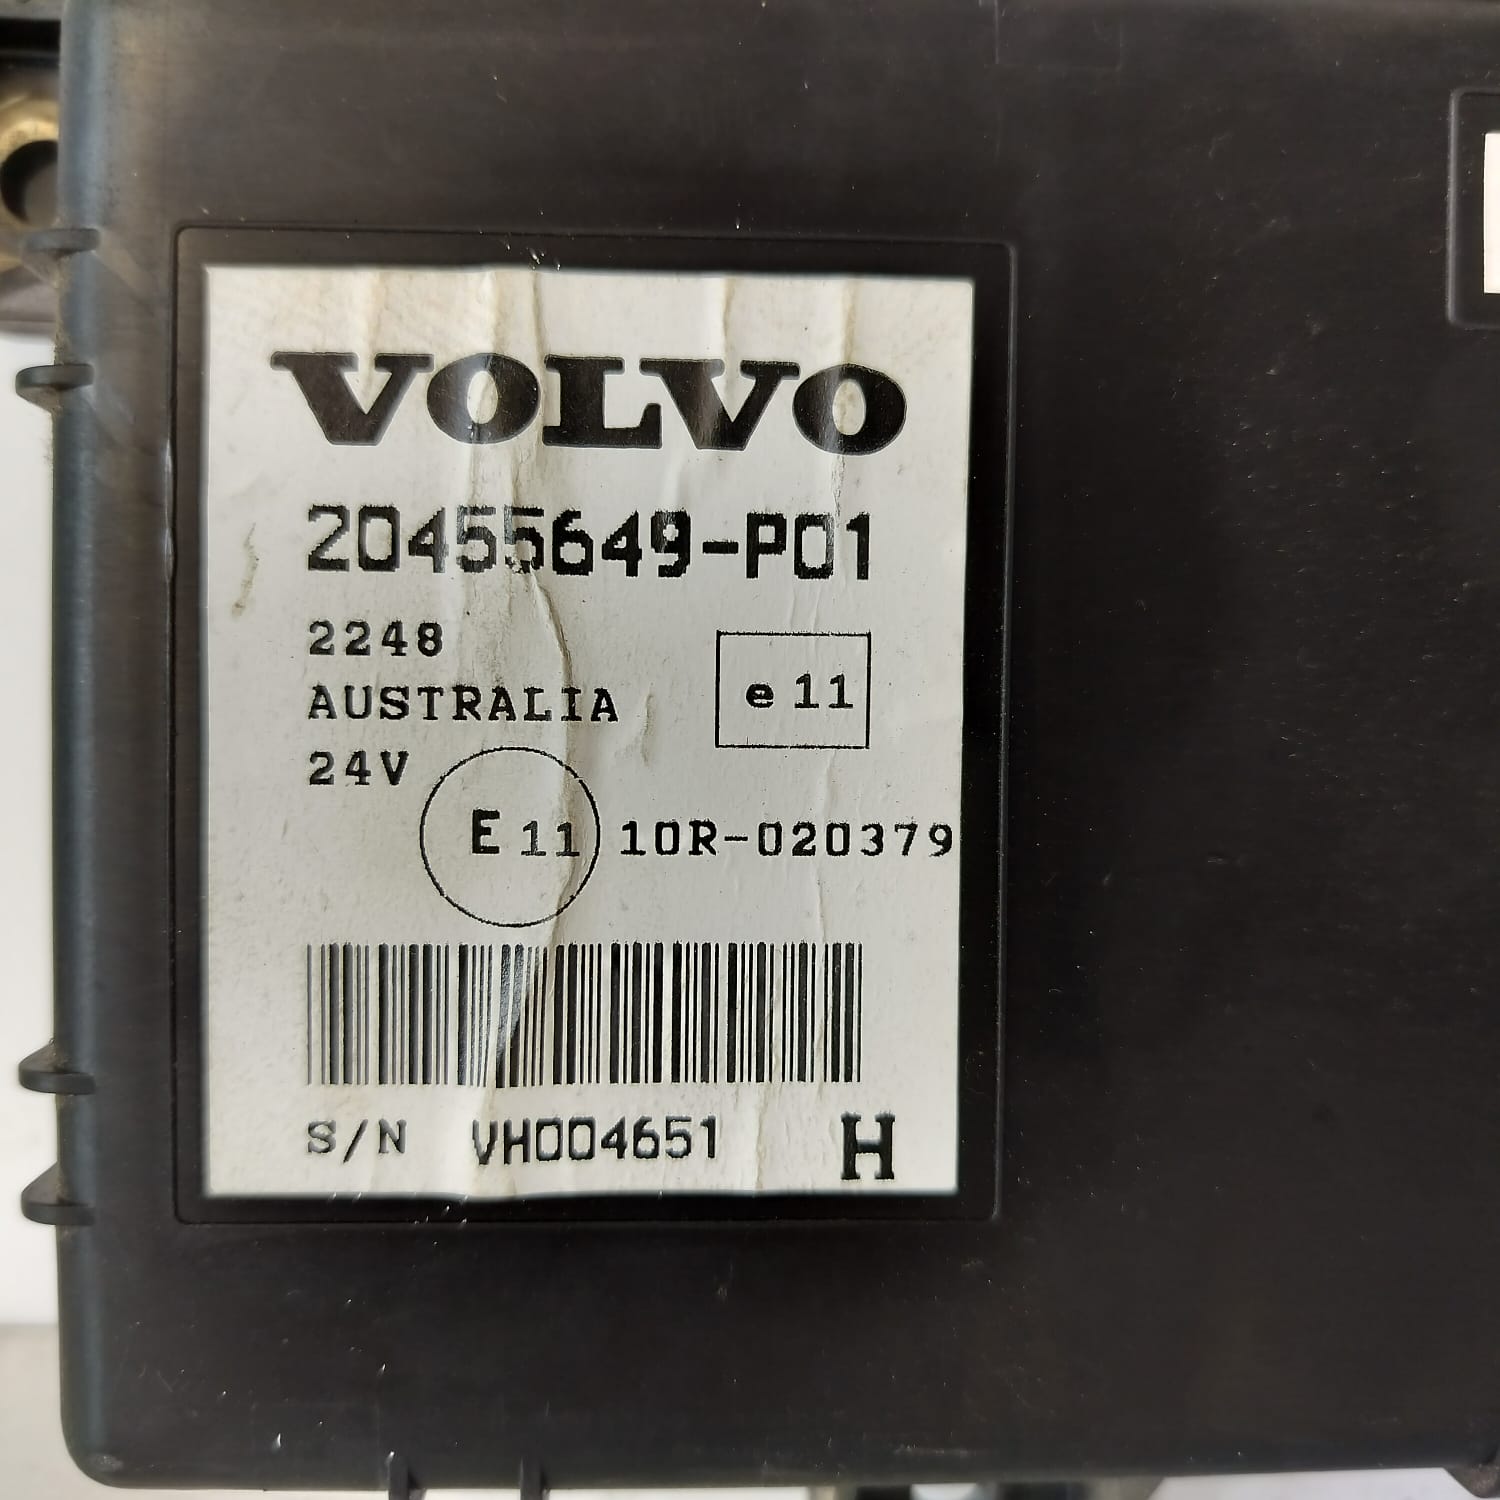 VOLVO
20455649-P01
2248
AUSTRALIA
e 11
24V
E 11 10R-020379
S/N VH004651 H